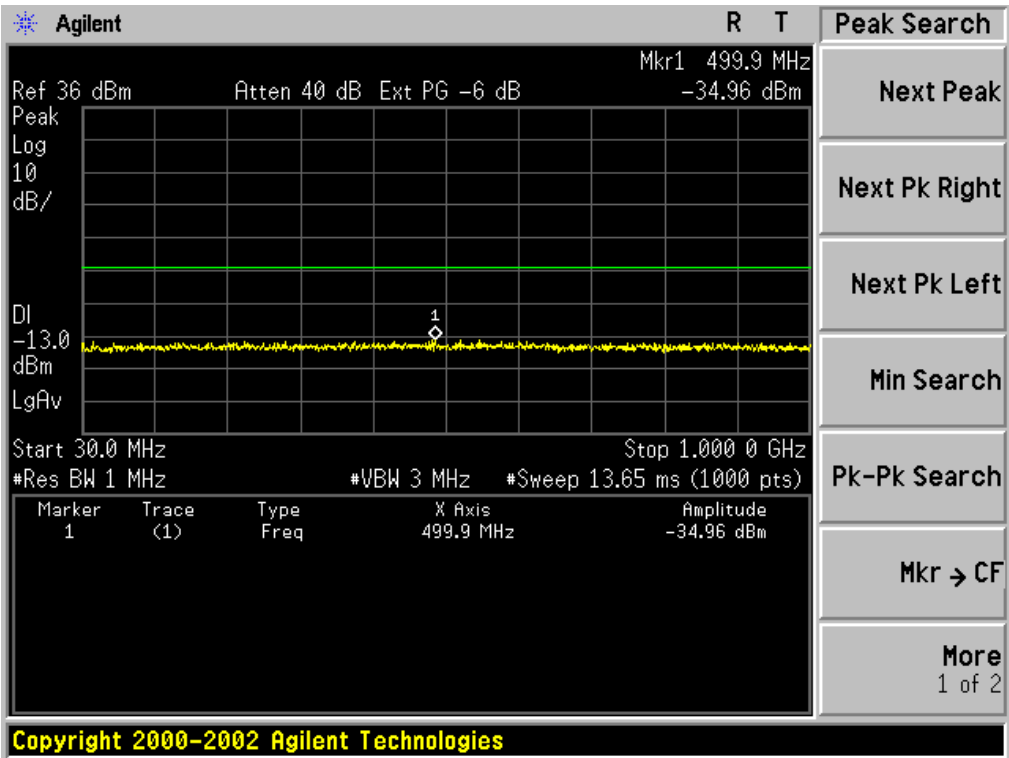 Agilent R T Peak Search
Mkr1 499.9 MHz
Ref 36 dBm Atten 40 dB Ext PG -6 dB -34.96 dBm
Peak
Log
10
dB/
1
DI
-13.0
dBm
LgAv
Start 30.0 MHz Stop 1.000 0 GHz
#Res BW 1 MHz #VBW 3 MHz #Sweep 13.65 ms (1000 pts)
Marker Trace Type X Axis Amplitude
1 (1) Freq 499.9 MHz -34.96 dBm
Next Peak
Next Pk Right
Next Pk Left
Min Search
Pk-Pk Search
Mkr → CF
More
1 of 2
Copyright 2000-2002 Agilent Technologies